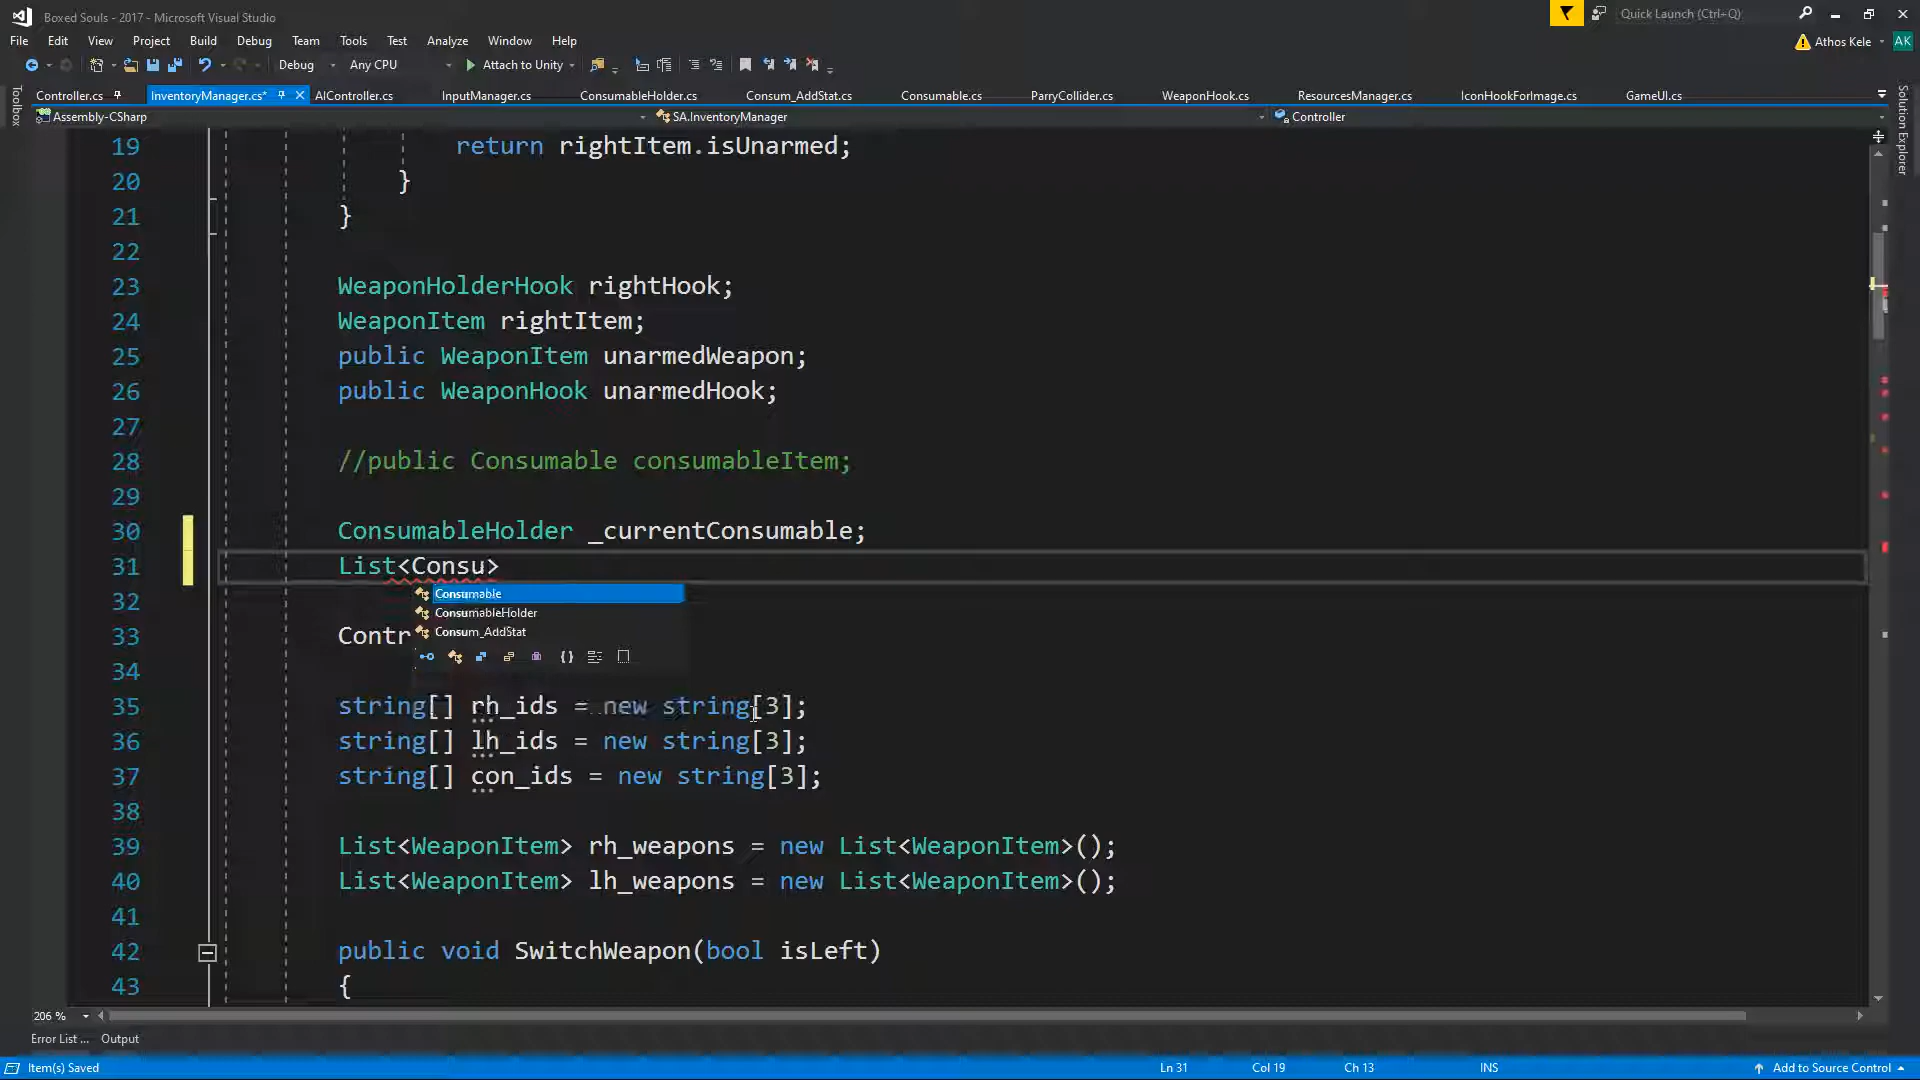 Boxed Souls - 2017 - Microsoft Visual Studio
Quick Launch (Ctrl+Q)
File Edit View Project Build Debug Team Tools Test Analyze Window Help
Athos Kele AK
Debug Any CPU Attach to Unity
Controller.cs InventoryManager.cs* AIController.cs InputManager.cs ConsumableHolder.cs Consum_AddStat.cs Consumable.cs ParryCollider.cs WeaponHook.cs ResourcesManager.cs IconHookForImage.cs GameUI.cs
Toolbox
Solution Explorer
Assembly-CSharp SA.InventoryManager Controller
19 return rightItem.isUnarmed;
20 }
21 }
22
23 WeaponHolderHook rightHook;
24 WeaponItem rightItem;
25 public WeaponItem unarmedWeapon;
26 public WeaponHook unarmedHook;
27
28 //public Consumable consumableItem;
29
30 ConsumableHolder _currentConsumable;
31 List<Consu>
Consumable
ConsumableHolder
Consum_AddStat
32
33 Contr
34
35 string[] rh_ids = new string[3];
36 string[] lh_ids = new string[3];
37 string[] con_ids = new string[3];
38
39 List<WeaponItem> rh_weapons = new List<WeaponItem>();
40 List<WeaponItem> lh_weapons = new List<WeaponItem>();
41
42 public void SwitchWeapon(bool isLeft)
43 {
206 %
Error List ... Output
Item(s) Saved Ln 31 Col 19 Ch 13 INS Add to Source Control